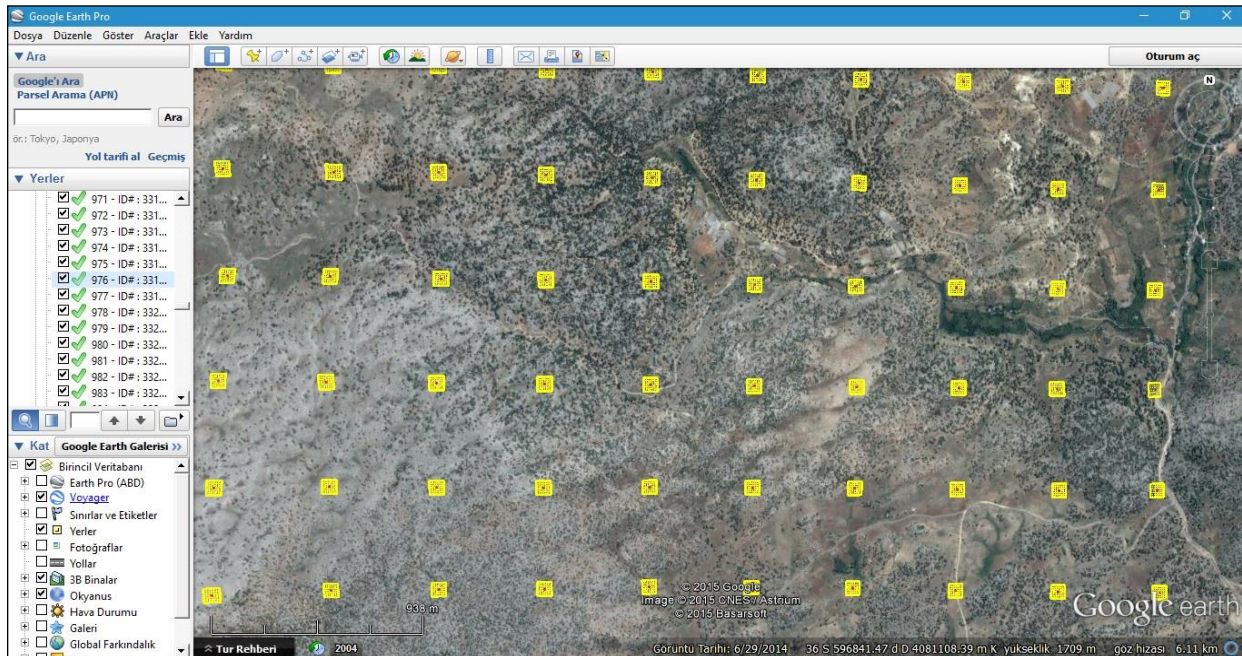 Google Earth Pro
Dosya Düzenle Göster Araçlar Ekle Yardım
Ara
Oturum aç
Google'ı Ara
Parsel Arama (APN)
Ara
ör.: Tokyo, Japonya
Yol tarifi al Geçmiş
Yerler
971 - ID# : 331...
972 - ID# : 331...
973 - ID# : 331...
974 - ID# : 331...
975 - ID# : 331...
976 - ID# : 331...
977 - ID# : 331...
978 - ID# : 332...
979 - ID# : 332...
980 - ID# : 332...
981 - ID# : 332...
982 - ID# : 332...
983 - ID# : 332...
Kat Google Earth Galerisi >>
Birincil Veritabanı
Earth Pro (ABD)
Voyager
Sınırlar ve Etiketler
Yerler
Fotoğraflar
Yollar
3B Binalar
Okyanus
Hava Durumu
Galeri
Global Farkındalık
N
938 m
© 2015 Google
Image © 2015 CNES / Astrium
© 2015 Basarsoft
Google earth
Tur Rehberi
2004
Görüntü Tarihi: 6/29/2014 36 S 596841.47 d D 4081108.39 m K yükseklik 1709 m göz hizası 6.11 km